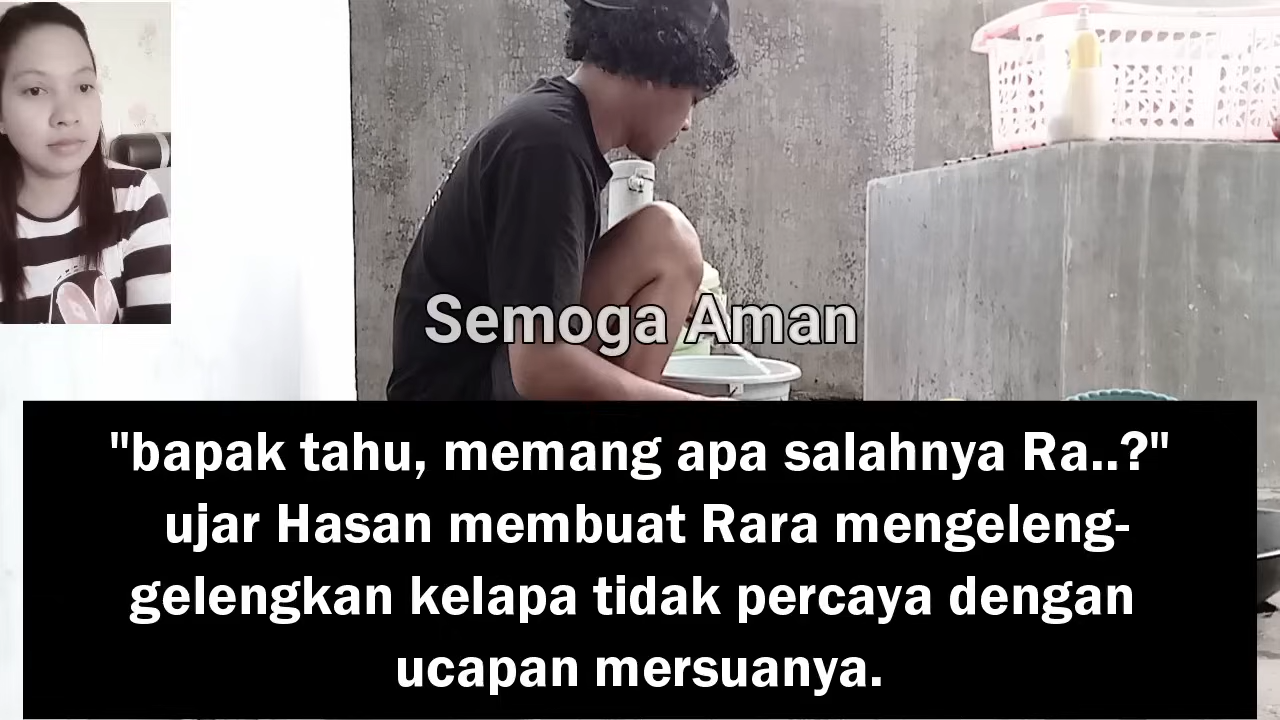 Semoga Aman
"bapak tahu, memang apa salahnya Ra..?"
ujar Hasan membuat Rara mengeleng-
gelengkan kelapa tidak percaya dengan
ucapan mersuanya.